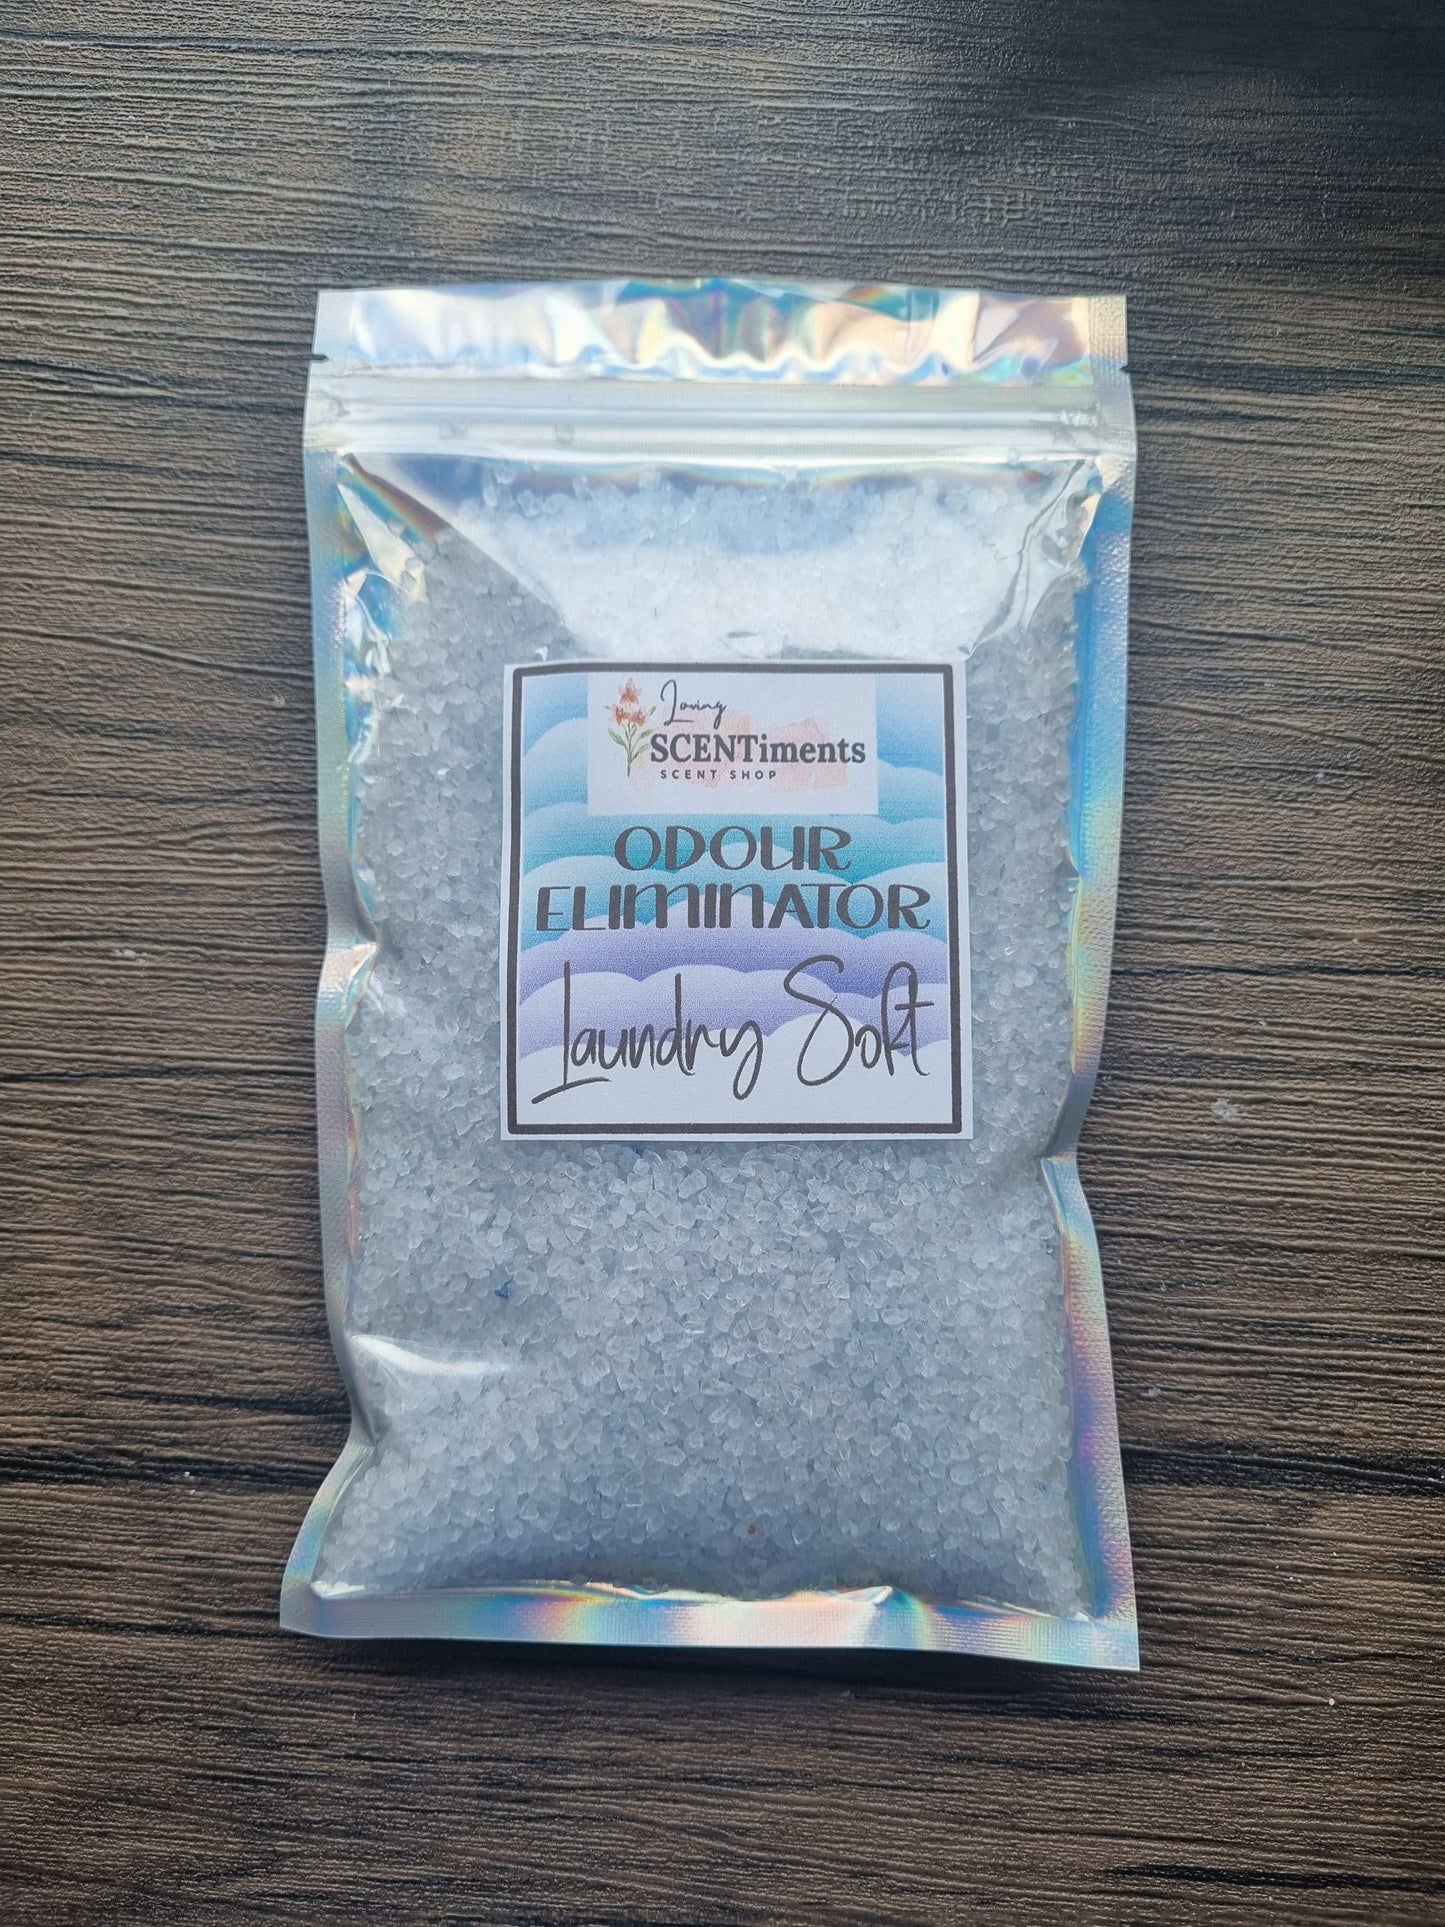 Loving
SCENTiments
SCENT SHOP
ODOUR
ELIMINATOR
Laundry Soft